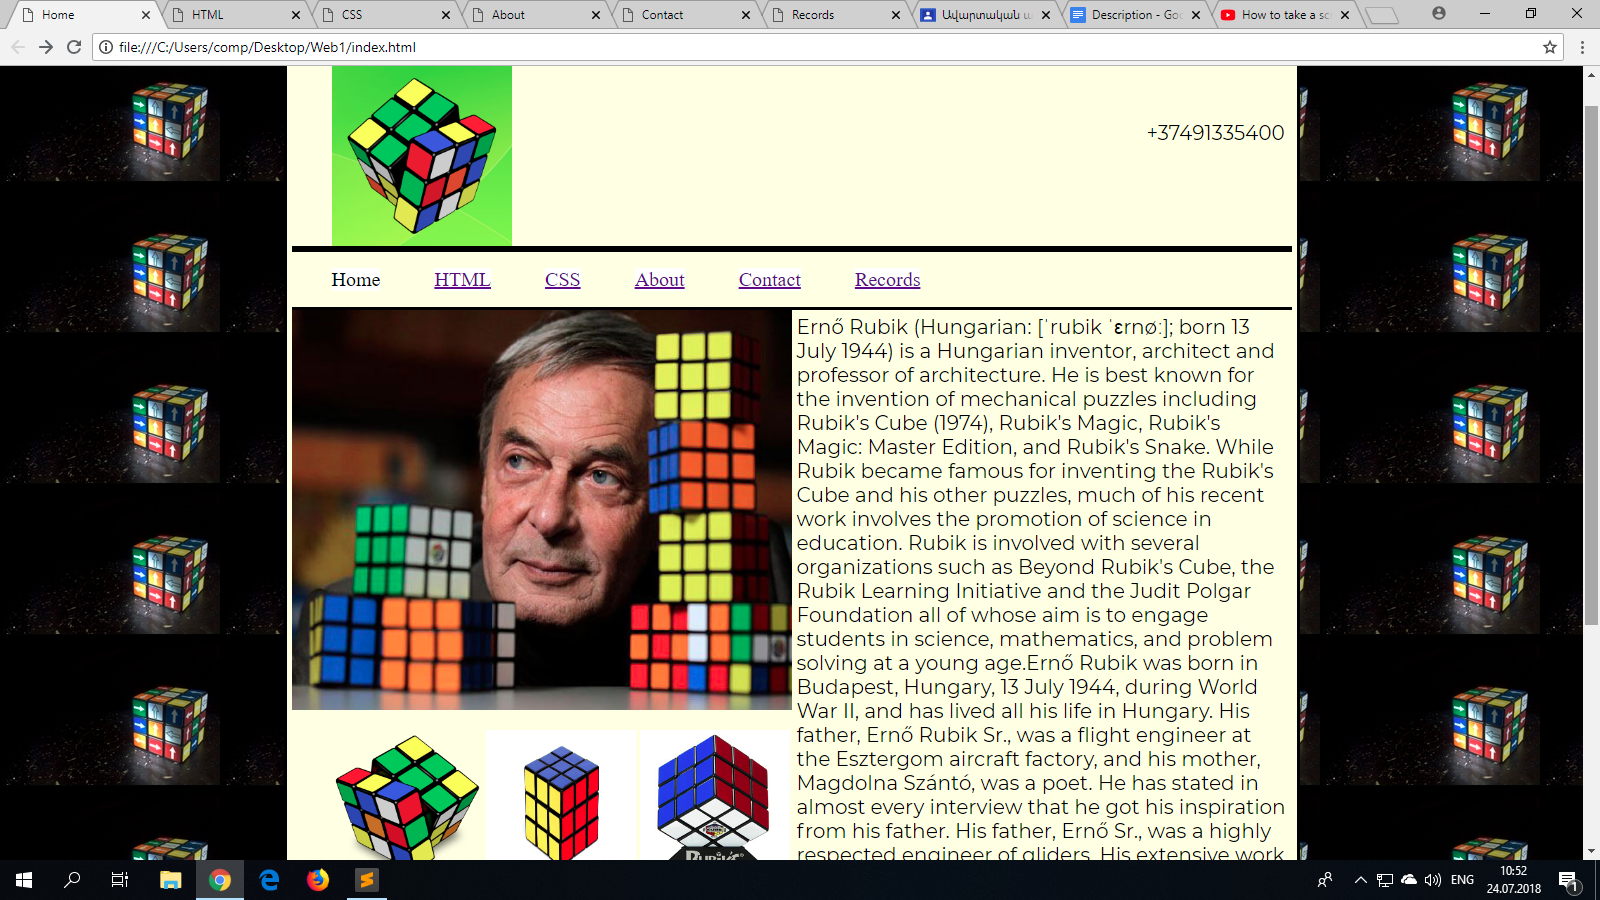 Home
HTML
CSS
About
Contact
Records
Ավարտական
Description - Goo
How to take a sc
file:///C:/Users/comp/Desktop/Web1/index.html
+37491335400
Home HTML CSS About Contact Records
Ernő Rubik (Hungarian: [ˈrubik ˈɛrnøː]; born 13
July 1944) is a Hungarian inventor, architect and
professor of architecture. He is best known for
the invention of mechanical puzzles including
Rubik's Cube (1974), Rubik's Magic, Rubik's
Magic: Master Edition, and Rubik's Snake. While
Rubik became famous for inventing the Rubik's
Cube and his other puzzles, much of his recent
work involves the promotion of science in
education. Rubik is involved with several
organizations such as Beyond Rubik's Cube, the
Rubik Learning Initiative and the Judit Polgar
Foundation all of whose aim is to engage
students in science, mathematics, and problem
solving at a young age.Ernő Rubik was born in
Budapest, Hungary, 13 July 1944, during World
War II, and has lived all his life in Hungary. His
father, Ernő Rubik Sr., was a flight engineer at
the Esztergom aircraft factory, and his mother,
Magdolna Szántó, was a poet. He has stated in
almost every interview that he got his inspiration
from his father. His father, Ernő Sr., was a highly
respected engineer of gliders. His extensive work
Rubik's
ENG
10:52
24.07.2018
1